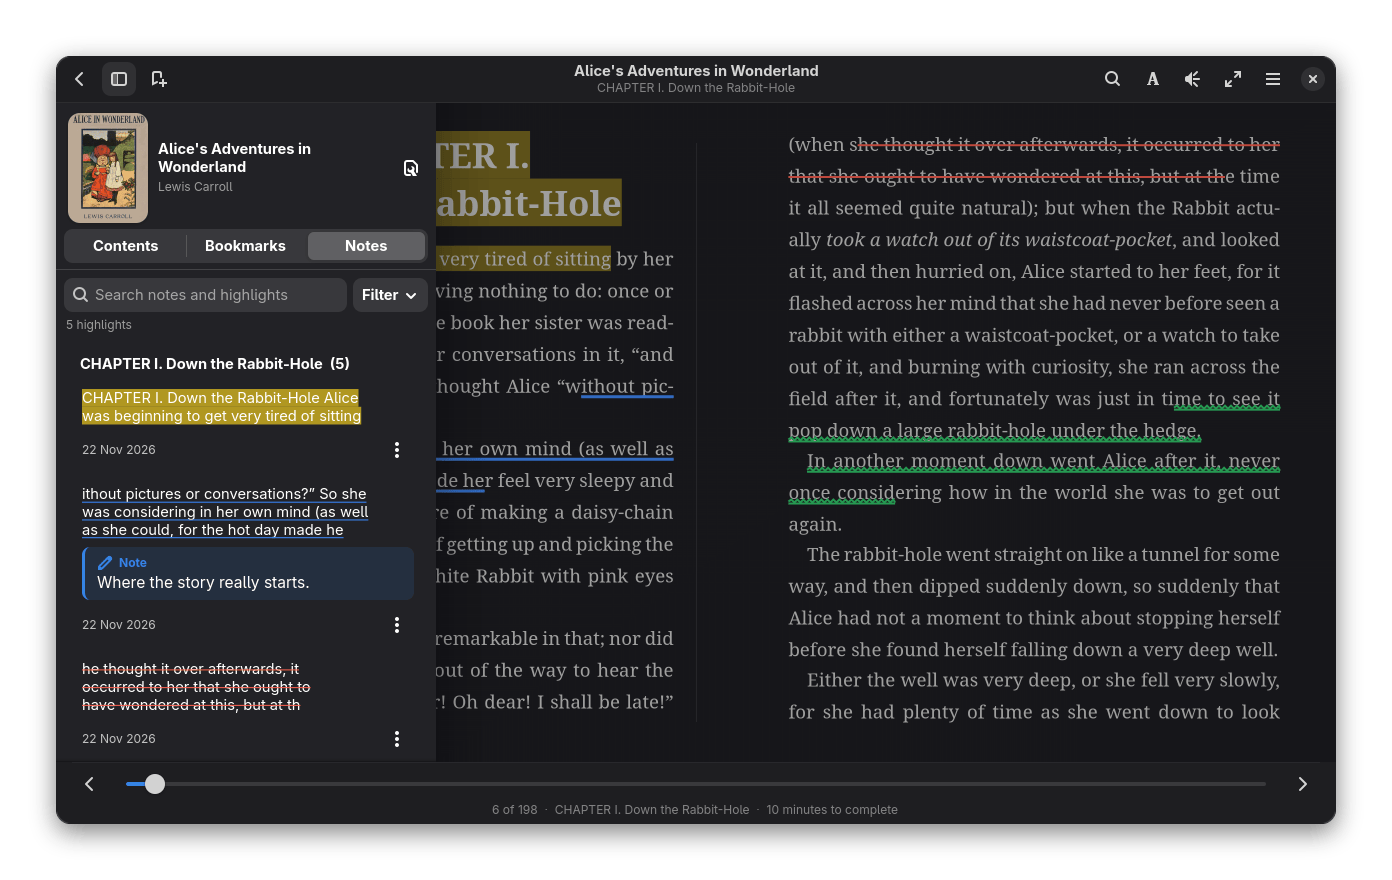 Alice's Adventures in Wonderland
CHAPTER I. Down the Rabbit-Hole
ALICE IN WONDERLAND
LEWIS CARROLL
Alice's Adventures in
Wonderland
Lewis Carroll
Contents
Bookmarks
Notes
Search notes and highlights
Filter
5 highlights
CHAPTER I. Down the Rabbit-Hole (5)
CHAPTER I. Down the Rabbit-Hole Alice
was beginning to get very tired of sitting
22 Nov 2026
ithout pictures or conversations?” So she
was considering in her own mind (as well
as she could, for the hot day made he
Note
Where the story really starts.
22 Nov 2026
he thought it over afterwards, it
occurred to her that she ought to
have wondered at this, but at th
22 Nov 2026
TER I.
abbit-Hole
very tired of sitting by her
ving nothing to do: once or
e book her sister was read-
r conversations in it, “and
hought Alice “without pic-
her own mind (as well as
de her feel very sleepy and
re of making a daisy-chain
f getting up and picking the
hite Rabbit with pink eyes
remarkable in that; nor did
out of the way to hear the
r! Oh dear! I shall be late!”
(when she thought it over afterwards, it occurred to her
that she ought to have wondered at this, but at the time
it all seemed quite natural); but when the Rabbit actu-
ally took a watch out of its waistcoat-pocket, and looked
at it, and then hurried on, Alice started to her feet, for it
flashed across her mind that she had never before seen a
rabbit with either a waistcoat-pocket, or a watch to take
out of it, and burning with curiosity, she ran across the
field after it, and fortunately was just in time to see it
pop down a large rabbit-hole under the hedge.
In another moment down went Alice after it, never
once considering how in the world she was to get out
again.
The rabbit-hole went straight on like a tunnel for some
way, and then dipped suddenly down, so suddenly that
Alice had not a moment to think about stopping herself
before she found herself falling down a very deep well.
Either the well was very deep, or she fell very slowly,
for she had plenty of time as she went down to look
6 of 198 · CHAPTER I. Down the Rabbit-Hole · 10 minutes to complete